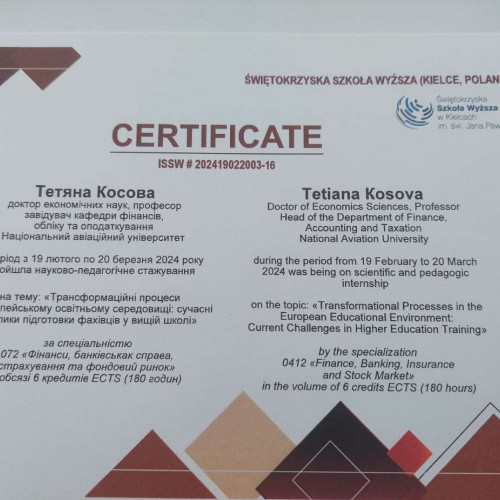 ŚWIĘTOKRZYSKA SZKOŁA WYŻSZA (KIELCE,
Świętokrzyska
Szkoła Wyższa
w Kielcach
im. św. Jana
CERTIFICATE
ISSW # 202419022003-16
Тетяна Косова
доктор економічних наук, професор
завідувач кафедри фінансів,
обліку та оподаткування
Національний авіаційний університет
з 19 лютого по 20 березня 2024 року
науково-педагогічне стажування
на тему: «Трансформаційні процеси
освітньому середовищі: сучасні
підготовки фахівців у вищій школі»
за спеціальністю
072 «Фінанси, банківськая справа,
страхування та фондовий ринок»
обсязі 6 кредитів ECTS (180 годин)
Tetiana Kosova
Doctor of Economics Sciences, Professor
Head of the Department of Finance,
Accounting and Taxation
National Aviation University
during the period from 19 February to 20 March
2024 was being on scientific and pedagogic
internship
on the topic: «Transformational Processes in the
European Educational Environment:
Current Challenges in Higher Education Training»
by the specialization
0412 «Finance, Banking, Insurance
and Stock Market»
in the volume of 6 credits ECTS (180 hours)